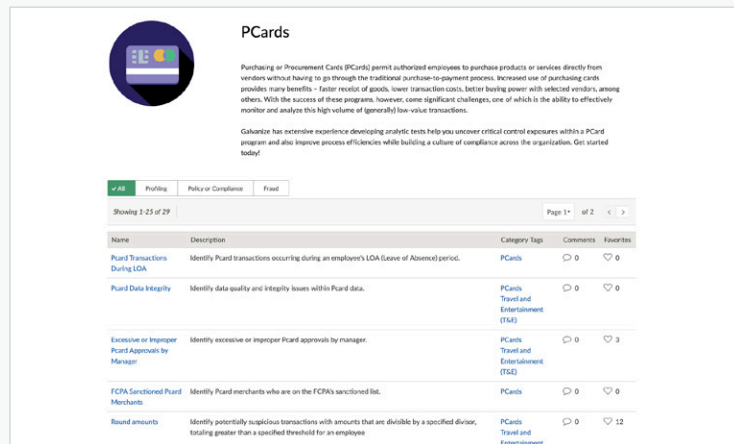 PCards
Purchasing or Procurement Cards (PCards) permit authorized employees to purchase products or services directly from
vendors without having to go through the traditional purchase-to-payment process. Increased use of purchasing cards
provides many benefits – faster receipt of goods, lower transaction costs, better buying power with selected vendors, among
others. With the success of these programs, however, come significant challenges, one of which is the ability to effectively
monitor and analyze this high volume of (generally) low-value transactions.
Galvanize has extensive experience developing analytic tests help you uncover critical control exposures within a PCard
program and also improve process efficiencies while building a culture of compliance across the organization. Get started
today!
✓ All Profiling Policy or Compliance Fraud
Showing 1-25 of 29 Page 1 of 2 < >
Name Description Category Tags Comments Favorites
Pcard Transactions Identify Pcard transactions occurring during an employee's LOA (Leave of Absence) period. PCards 0 0
During LOA
Pcard Data Integrity Identify data quality and integrity issues within Pcard data. PCards 0 0
Travel and
Entertainment
(T&E)
Excessive or Improper Identify excessive or improper Pcard approvals by manager. PCards 0 3
Pcard Approvals by Travel and
Manager Entertainment
(T&E)
FCPA Sanctioned Pcard Identify Pcard merchants who are on the FCPA's sanctioned list. PCards 0 0
Merchants
Round amounts Identify potentially suspicious transactions with amounts that are divisible by a specified divisor, PCards 0 12
totaling greater than a specified threshold for an employee Travel and
Entertainment